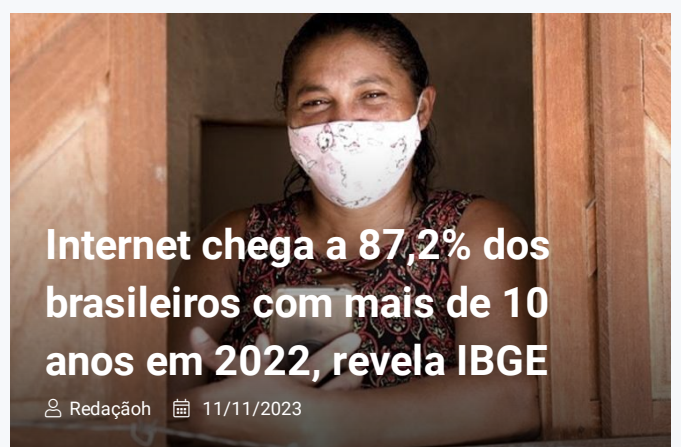 Internet chega a 87,2% dos
brasileiros com mais de 10
anos em 2022, revela IBGE
Redaçãoh 11/11/2023